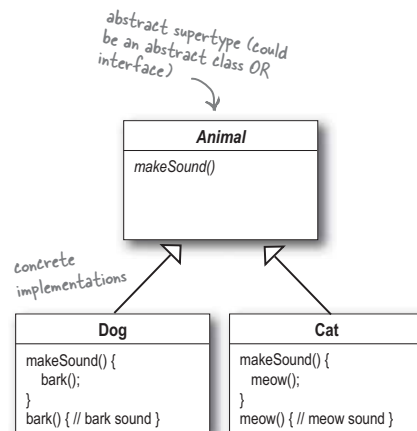 abstract supertype (could
be an abstract class OR
interface)
Animal
makeSound()
concrete
implementations
Dog
makeSound() {
bark();
}
bark() { // bark sound }
Cat
makeSound() {
meow();
}
meow() { // meow sound }